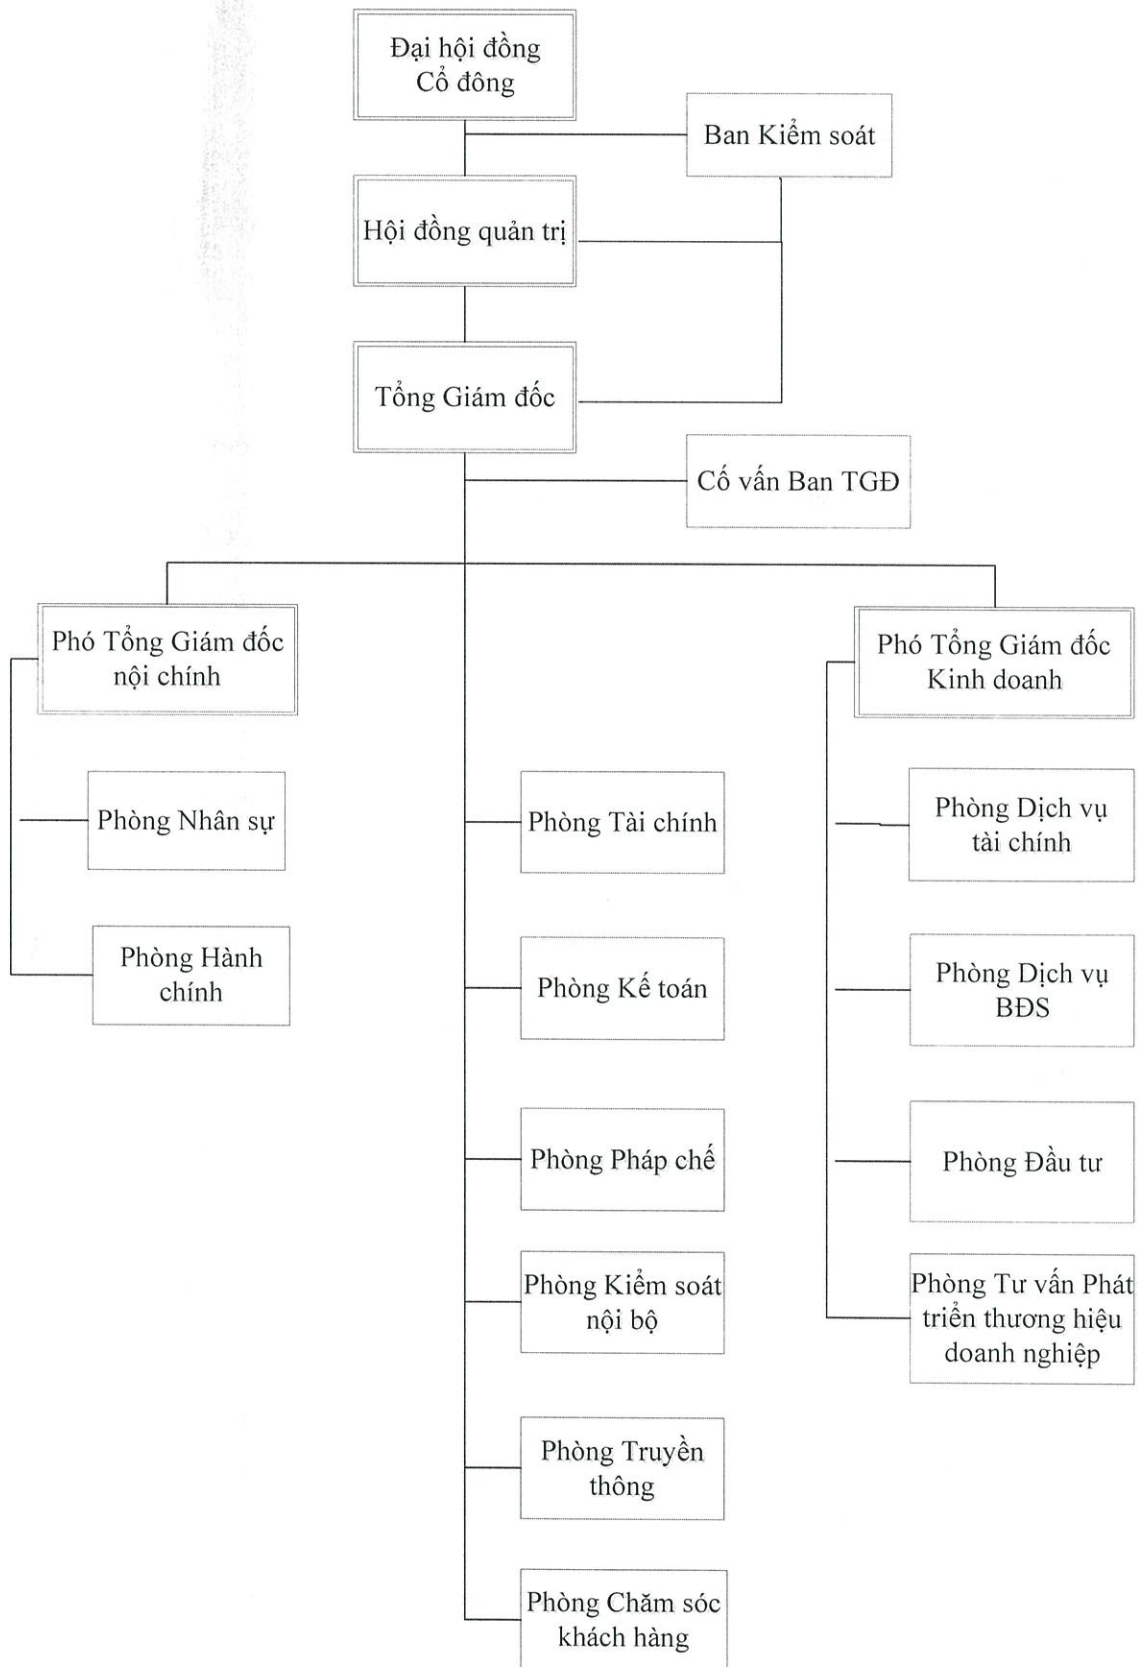 Đại hội đồng
Cổ đông
Ban Kiểm soát
Hội đồng quản trị
Tổng Giám đốc
Cố vấn Ban TGĐ
Phó Tổng Giám đốc
nội chính
Phó Tổng Giám đốc
Kinh doanh
Phòng Nhân sự
Phòng Hành
chính
Phòng Tài chính
Phòng Kế toán
Phòng Pháp chế
Phòng Kiểm soát
nội bộ
Phòng Truyền
thông
Phòng Chăm sóc
khách hàng
Phòng Dịch vụ
tài chính
Phòng Dịch vụ
BĐS
Phòng Đầu tư
Phòng Tư vấn Phát
triển thương hiệu
doanh nghiệp